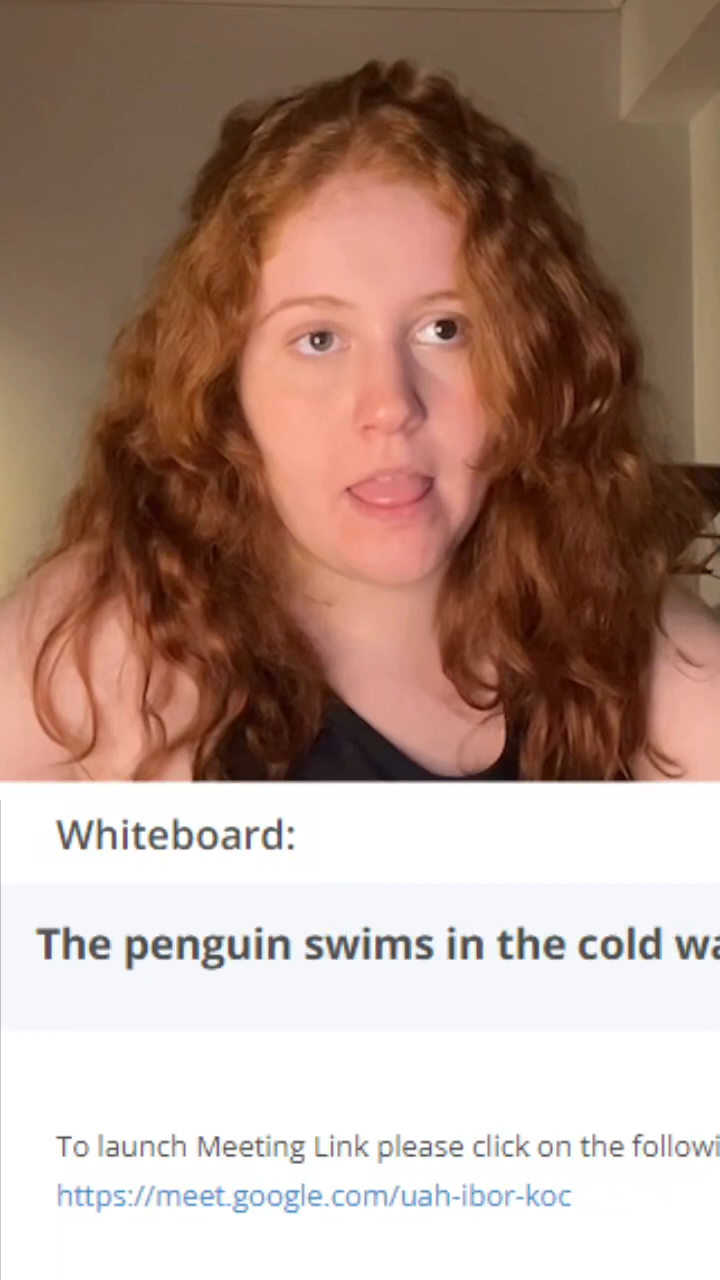 Whiteboard:
The penguin swims in the cold
To launch Meeting Link please click on the
https://meet.google.com/uah-ibor-koc